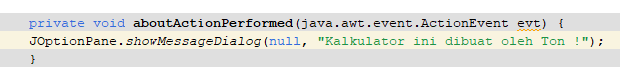 private void aboutActionPerformed(java.awt.event.ActionEvent evt) {
JOptionPane.showMessageDialog(null, "Kalkulator ini dibuat oleh Ton !");
}